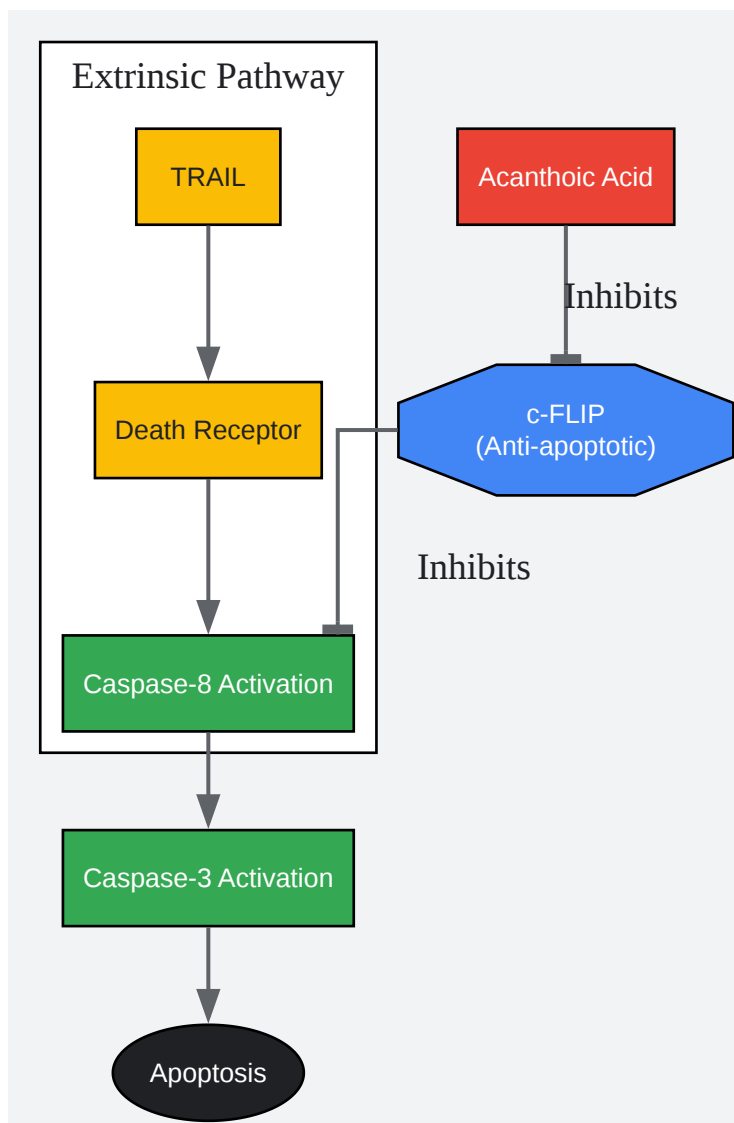 Extrinsic Pathway
TRAIL
Acanthoic Acid
Inhibits
Death Receptor
c-FLIP
(Anti-apoptotic)
Inhibits
Caspase-8 Activation
Caspase-3 Activation
Apoptosis